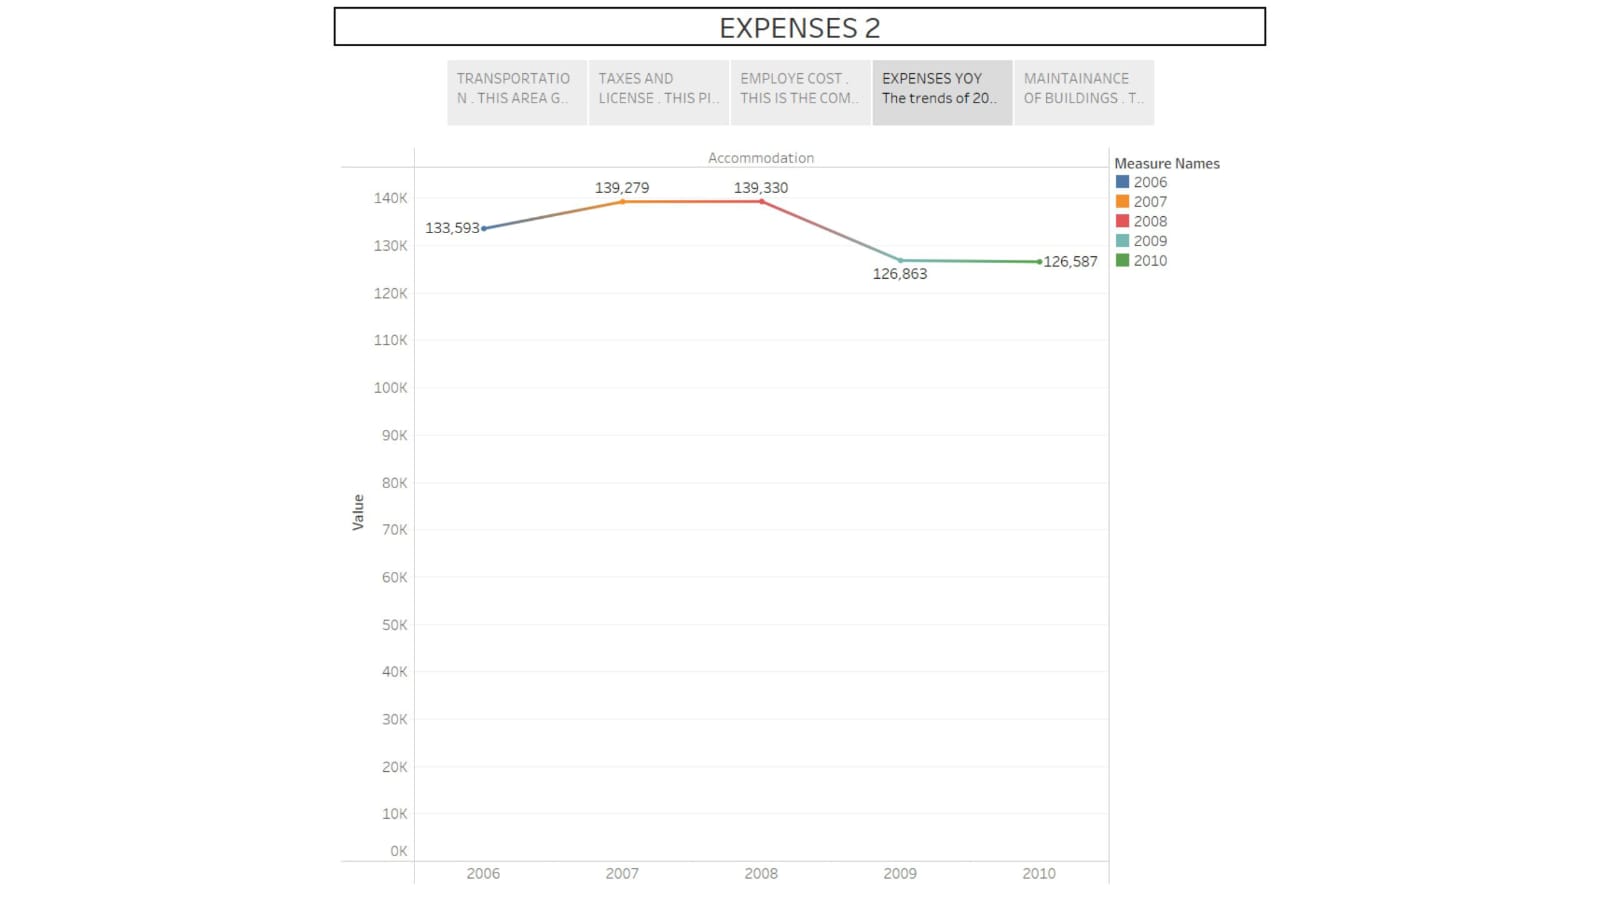 EXPENSES 2
TRANSPORTATIO
N . THIS AREA G..
TAXES AND
LICENSE . THIS PI..
EMPLOYE COST .
THIS IS THE COM..
EXPENSES YOY
The trends of 20..
MAINTAINANCE
OF BUILDINGS . T..
Accommodation
Measure Names
2006
2007
2008
2009
2010
139,279
139,330
133,593
126,863
126,587
140K
130K
120K
110K
100K
90K
80K
70K
60K
50K
40K
30K
20K
10K
0K
Value
2006
2007
2008
2009
2010